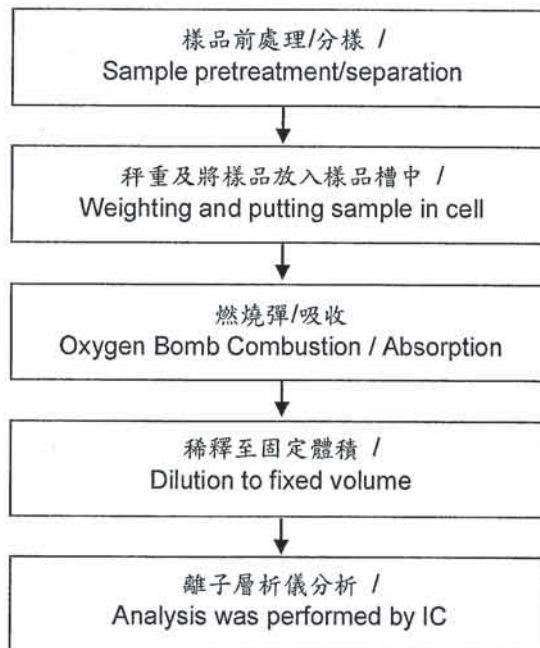 樣品前處理/分樣 /
Sample pretreatment/separation
秤重及將樣品放入樣品槽中 /
Weighting and putting sample in cell
燃燒彈/吸收
Oxygen Bomb Combustion / Absorption
稀釋至固定體積 /
Dilution to fixed volume
離子層析儀分析 /
Analysis was performed by IC